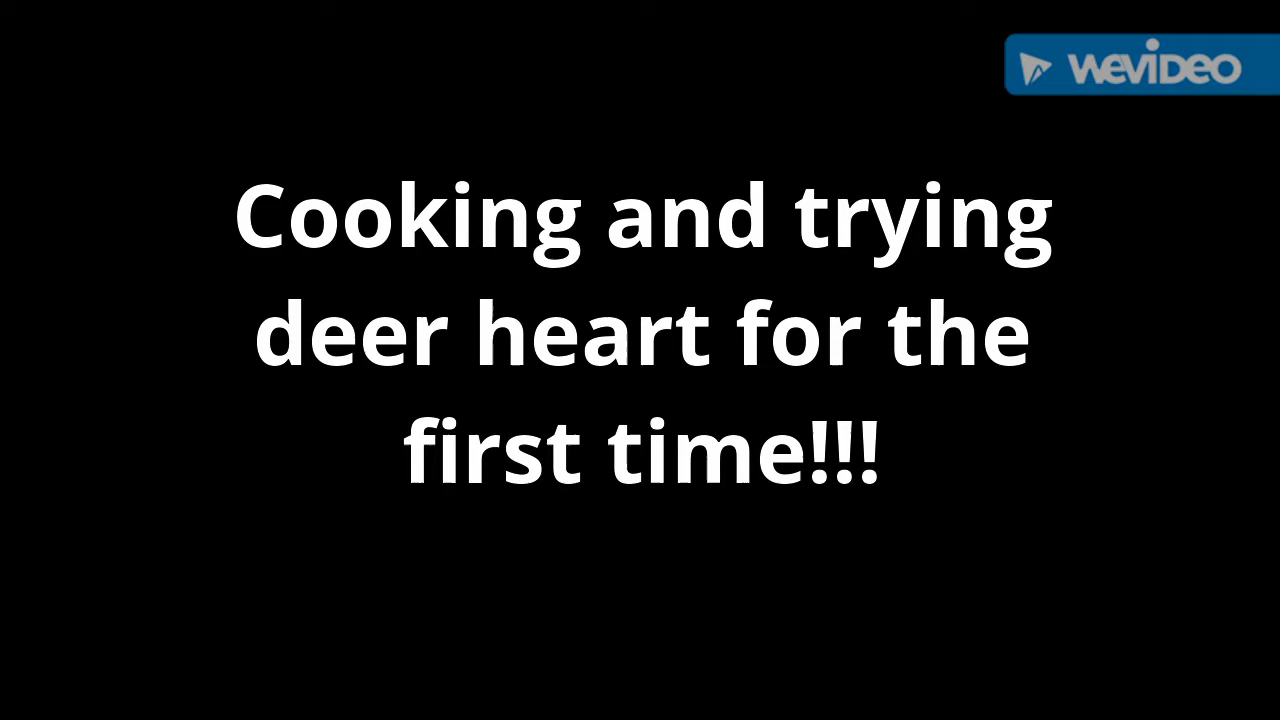 WEVIDEO
Cooking and trying
deer heart for the
first time!!!